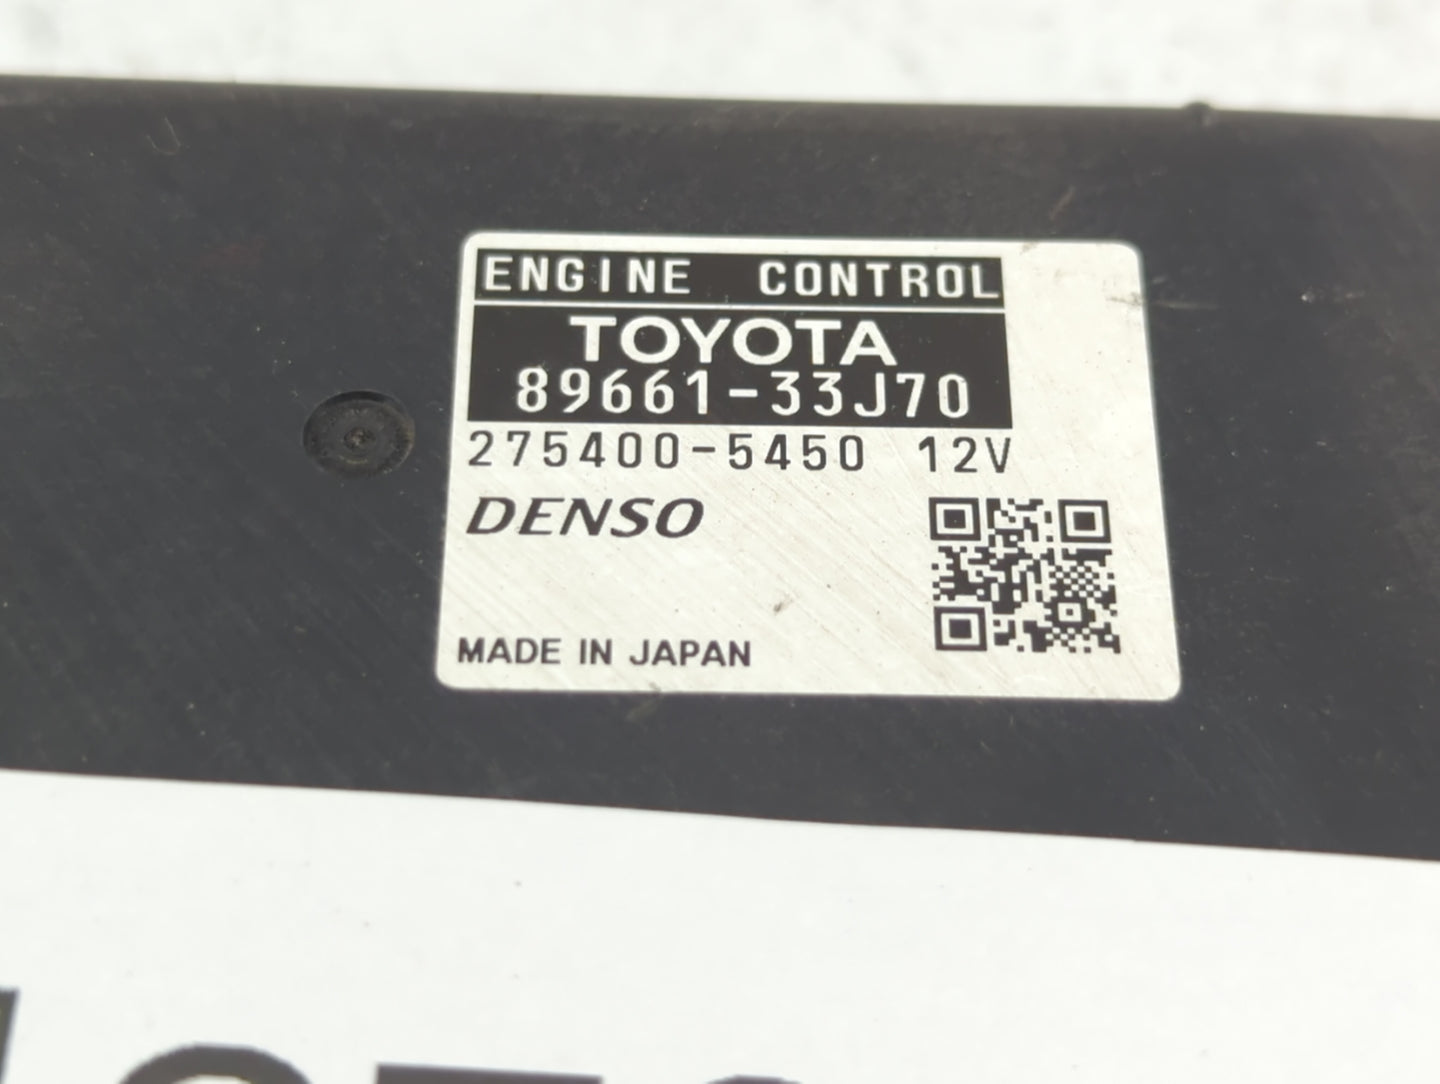 ENGINE CONTROL
TOYOTA
89661-33J70
275400-5450 12V
DENSO
MADE IN JAPAN